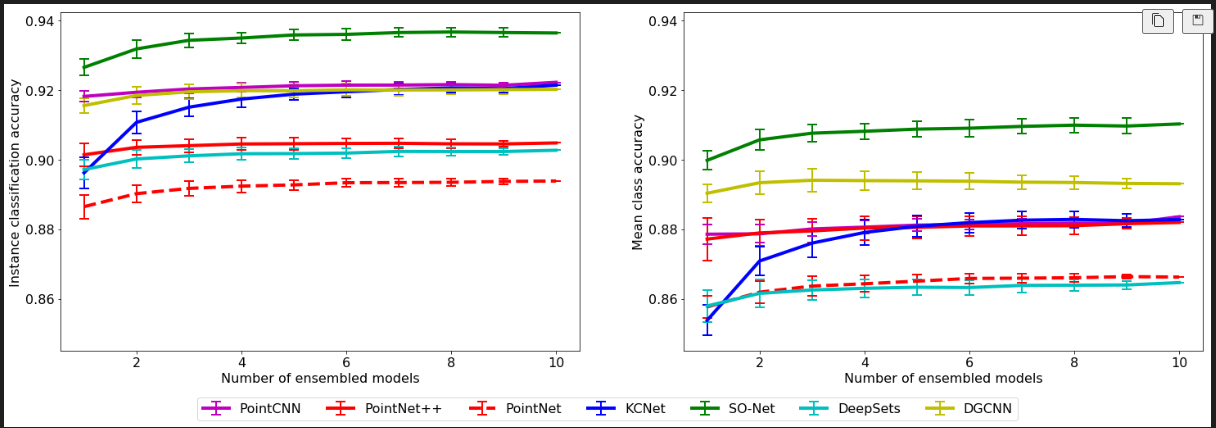 0.94
0.92
0.90
0.88
0.86
Instance classification accuracy
2 4 6 8 10
Number of ensembled models
0.94
0.92
0.90
0.88
0.86
Mean class accuracy
2 4 6 8 10
Number of ensembled models
PointCNN PointNet++ PointNet KCNet SO-Net DeepSets DGCNN